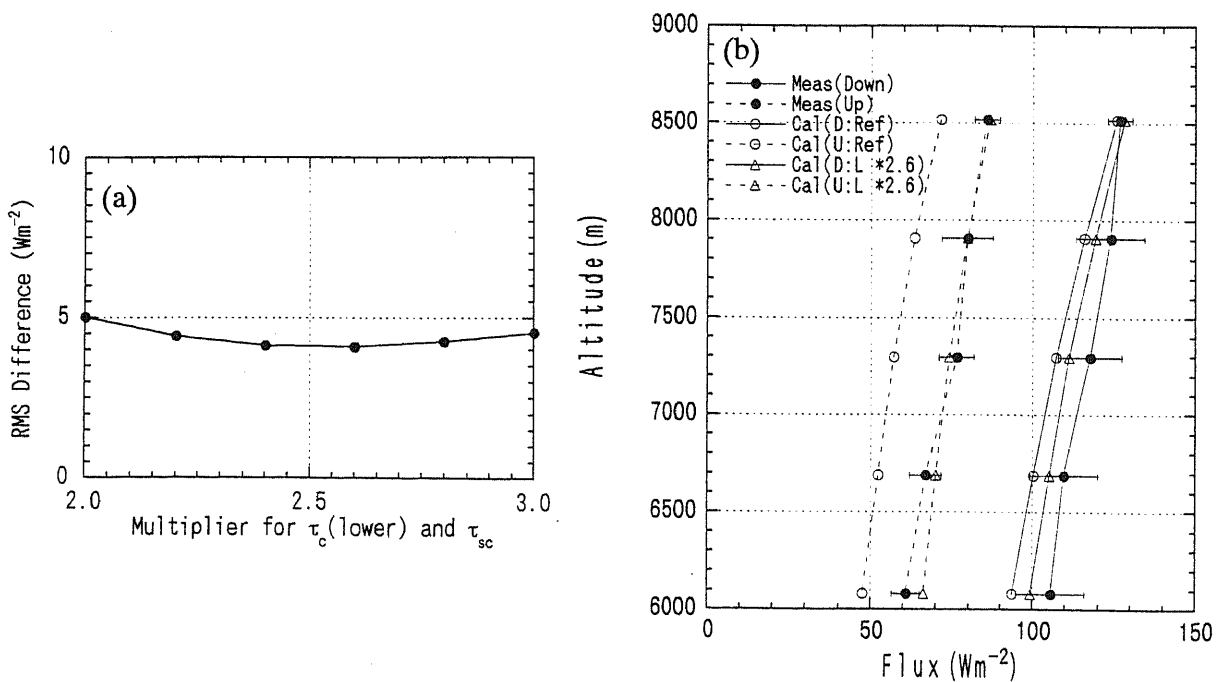 (a)
RMS Difference (Wm⁻²)
10
5
0
2.0 2.5 3.0
Multiplier for τc(lower) and τsc
(b)
Altitude (m)
9000
8500
8000
7500
7000
6500
6000
Meas(Down)
Meas(Up)
Cal(D:Ref)
Cal(U:Ref)
Cal(D:L *2.6)
Cal(U:L *2.6)
0 50 100 150
Flux(Wm⁻²)